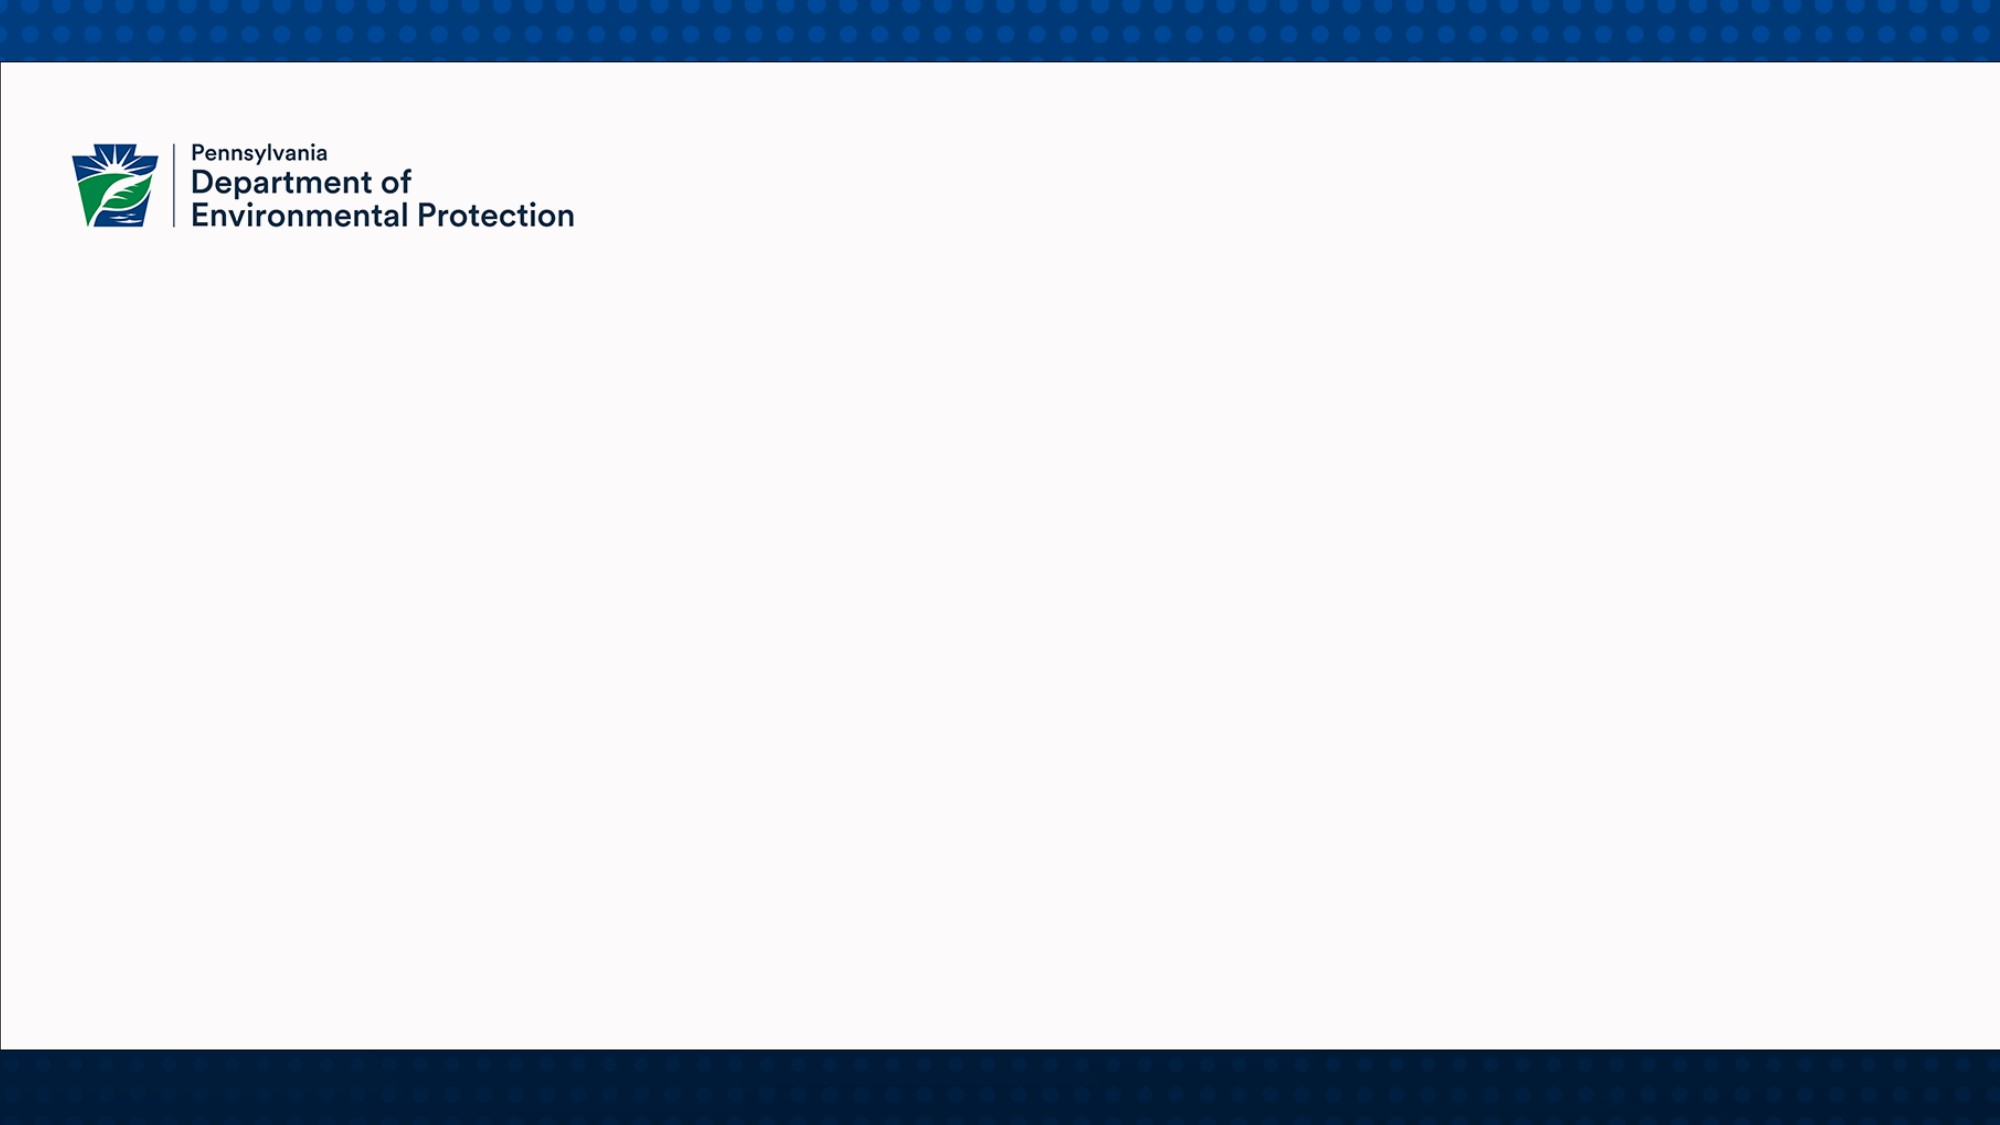 Pennsylvania
Department of
Environmental Protection